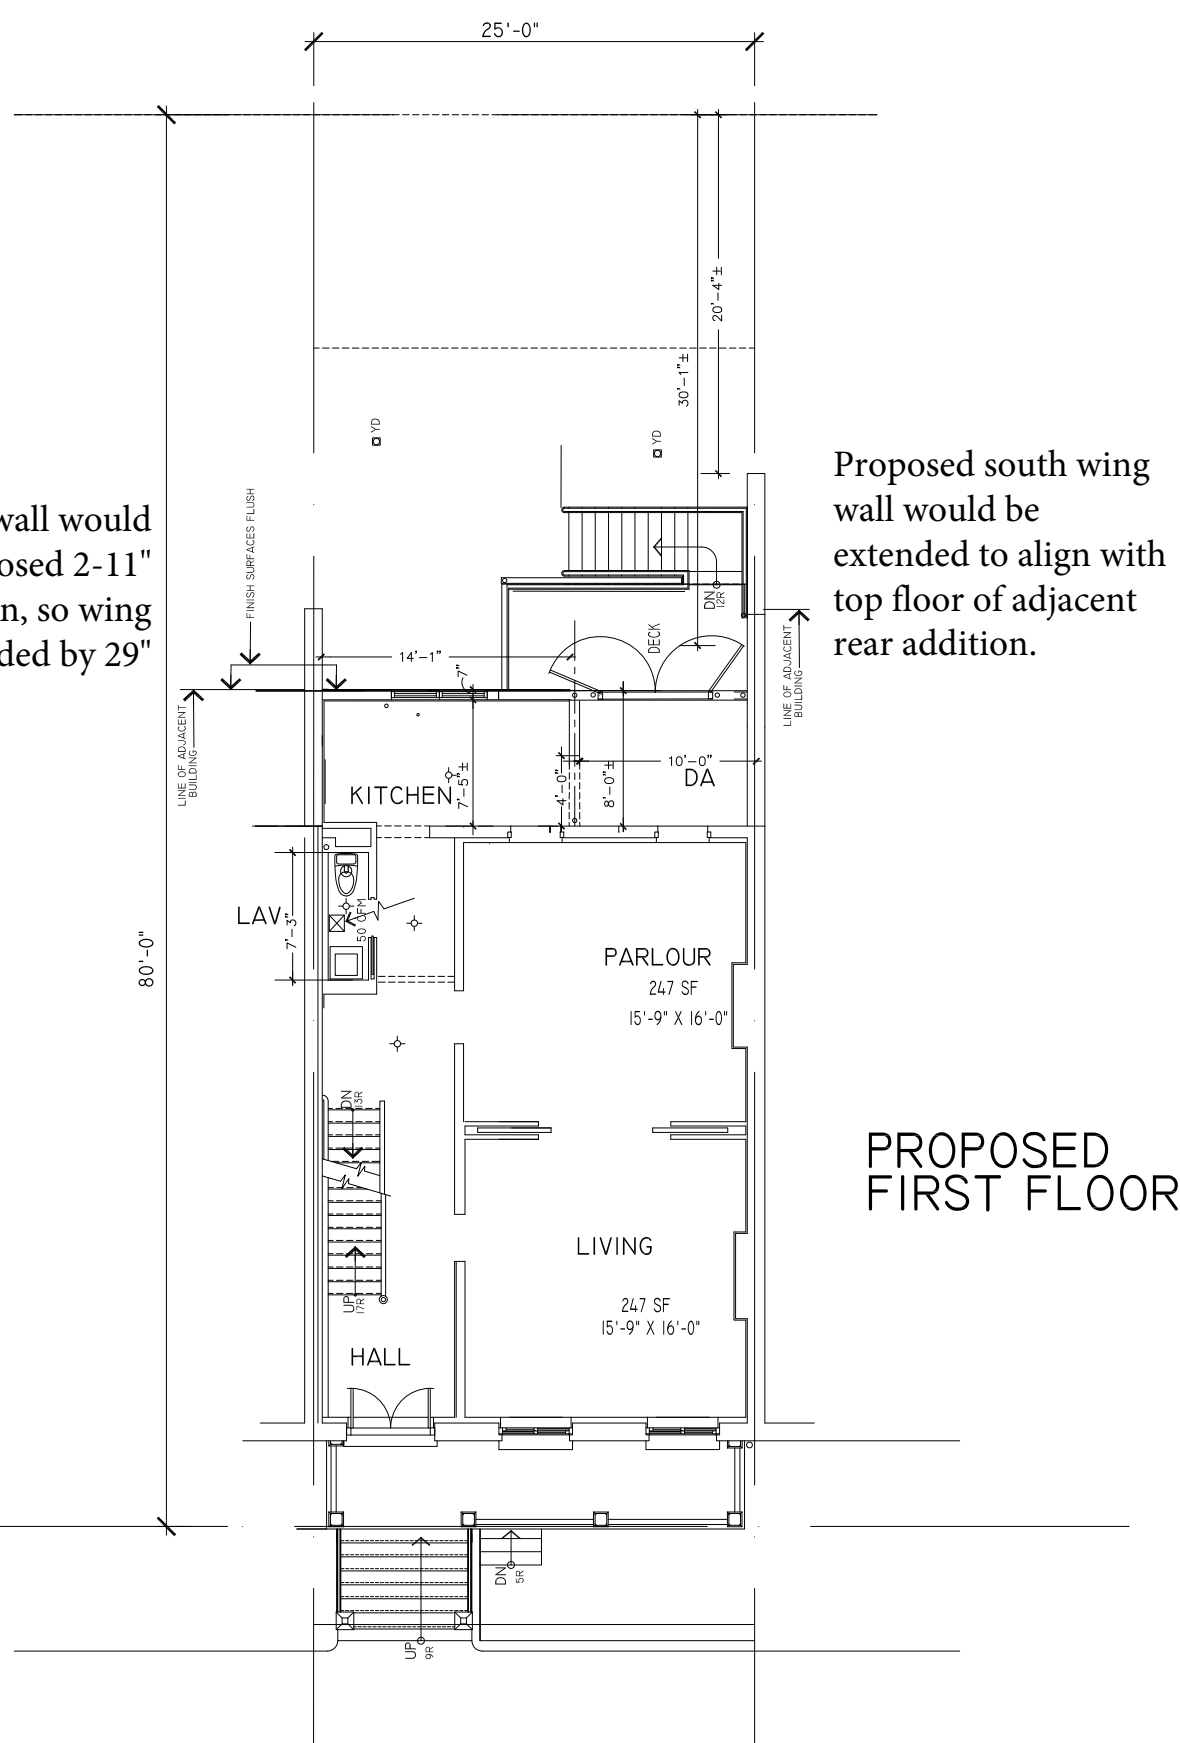 25'-0"
20'-4"±
30'-1"±
YD
YD
Proposed south wing
wall would be
extended to align with
top floor of adjacent
rear addition.
wall would
osed 2-11"
n, so wing
ded by 29"
FINISH SURFACES FLUSH
DN
12R
DECK
14'-1"
7"
LINE OF ADJACENT
BUILDING
LINE OF ADJACENT
BUILDING
10'-0"
DA
KITCHEN
7'-5"±
4'-0"
8'-0"±
LAV.
7'-3"
50 CFM
80'-0"
PARLOUR
247 SF
15'-9" X 16'-0"
DN
13R
PROPOSED
FIRST FLOOR
LIVING
247 SF
15'-9" X 16'-0"
UP
17R
HALL
DN
5R
UP
9R